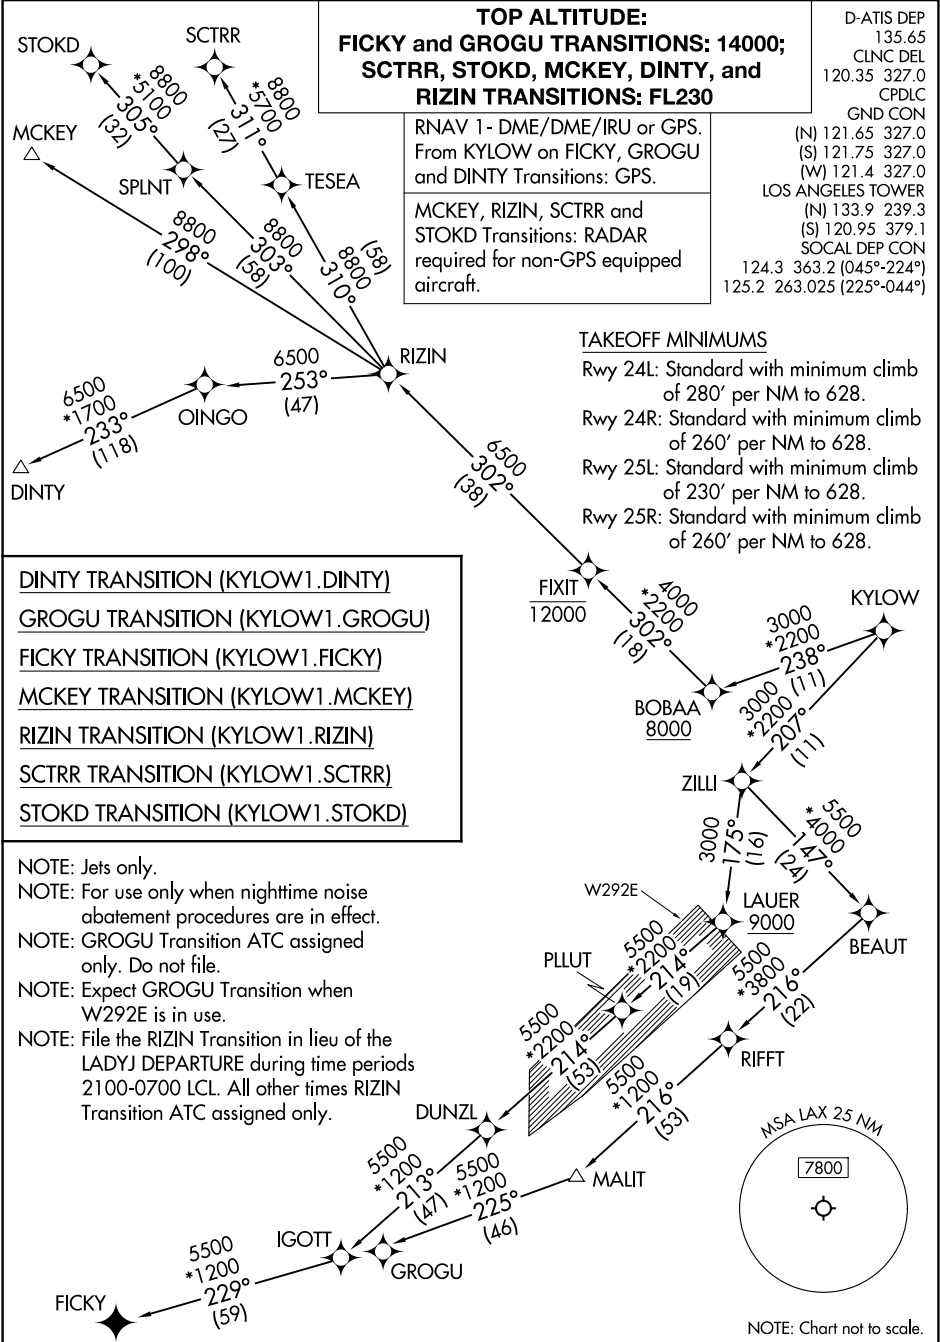 TOP ALTITUDE:
FICKY and GROGU TRANSITIONS: 14000;
SCTRR, STOKD, MCKEY, DINTY, and
RIZIN TRANSITIONS: FL230
D-ATIS DEP
135.65
CLNC DEL
120.35 327.0
CPDLC
GND CON
(N) 121.65 327.0
(S) 121.75 327.0
(W) 121.4 327.0
LOS ANGELES TOWER
(N) 133.9 239.3
(S) 120.95 379.1
SOCAL DEP CON
124.3 363.2 (045°-224°)
125.2 263.025 (225°-044°)
RNAV 1- DME/DME/IRU or GPS.
From KYLOW on FICKY, GROGU
and DINTY Transitions: GPS.
MCKEY, RIZIN, SCTRR and
STOKD Transitions: RADAR
required for non-GPS equipped
aircraft.
STOKD
SCTRR
MCKEY
8800
*5100
305°
(32)
8800
*5700
311°
(27)
SPLNT
TESEA
8800
298°
(100)
8800
303°
(58)
8800
310°
(58)
RIZIN
6500
253°
(47)
OINGO
6500
*1700
233°
(118)
DINTY
6500
302°
(38)
TAKEOFF MINIMUMS
Rwy 24L: Standard with minimum climb
of 280' per NM to 628.
Rwy 24R: Standard with minimum climb
of 260' per NM to 628.
Rwy 25L: Standard with minimum climb
of 230' per NM to 628.
Rwy 25R: Standard with minimum climb
of 260' per NM to 628.
DINTY TRANSITION (KYLOW1.DINTY)
GROGU TRANSITION (KYLOW1.GROGU)
FICKY TRANSITION (KYLOW1.FICKY)
MCKEY TRANSITION (KYLOW1.MCKEY)
RIZIN TRANSITION (KYLOW1.RIZIN)
SCTRR TRANSITION (KYLOW1.SCTRR)
STOKD TRANSITION (KYLOW1.STOKD)
FIXIT
12000
4000
*2200
302°
(18)
KYLOW
3000
*2200
238°
(11)
BOBAA
8000
3000
*2200
207°
(11)
ZILLI
3000
175°
(16)
5500
*4000
147°
(24)
W292E
LAUER
9000
BEAUT
PLLUT
5500
*2200
214°
(19)
5500
*3800
216°
(22)
RIFFT
5500
*2200
214°
(53)
5500
*1200
216°
(53)
DUNZL
MALIT
5500
*1200
213°
(47)
5500
*1200
225°
(46)
IGOTT
GROGU
5500
*1200
229°
(59)
FICKY
NOTE: Jets only.
NOTE: For use only when nighttime noise
abatement procedures are in effect.
NOTE: GROGU Transition ATC assigned
only. Do not file.
NOTE: Expect GROGU Transition when
W292E is in use.
NOTE: File the RIZIN Transition in lieu of the
LADYJ DEPARTURE during time periods
2100-0700 LCL. All other times RIZIN
Transition ATC assigned only.
MSA LAX 25 NM
7800
NOTE: Chart not to scale.